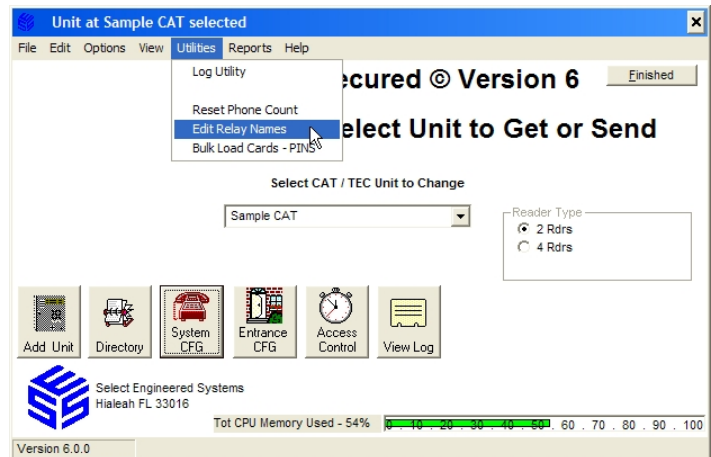 Unit at Sample CAT selected
File Edit Options View Utilities Reports Help
Log Utility
Reset Phone Count
Edit Relay Names
Bulk Load Cards - PINS
ecured © Version 6
Finished
elect Unit to Get or Send
Select CAT / TEC Unit to Change
Sample CAT
Reader Type
2 Rdrs
4 Rdrs
Add Unit
Directory
System CFG
Entrance CFG
Access Control
View Log
Select Engineered Systems
Hialeah FL 33016
Tot CPU Memory Used - 54%
0 . 10 . 20 . 30 . 40 . 50 . 60 . 70 . 80 . 90 . 100
Version 6.0.0